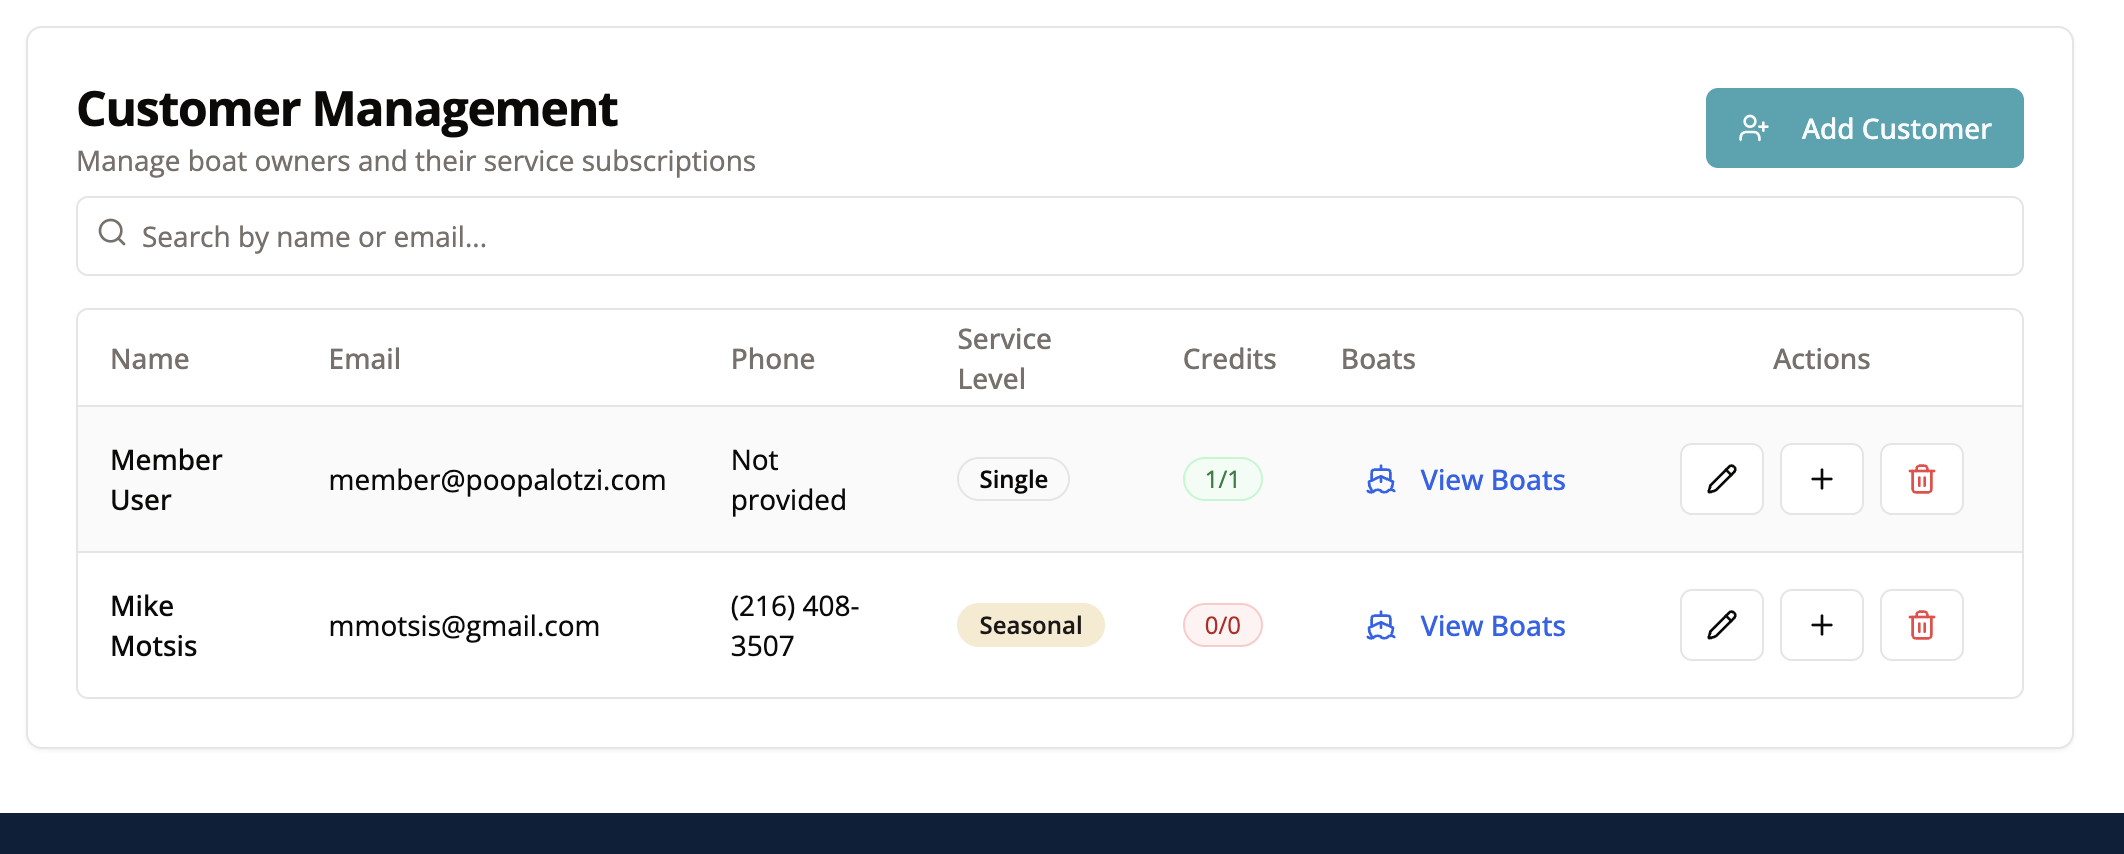 Customer Management
Manage boat owners and their service subscriptions
Add Customer
Search by name or email...
Name Email Phone Service Level Credits Boats Actions
Member User member@poopalotzi.com Not provided Single 1/1 View Boats
Mike Motsis mmotsis@gmail.com (216) 408-3507 Seasonal 0/0 View Boats